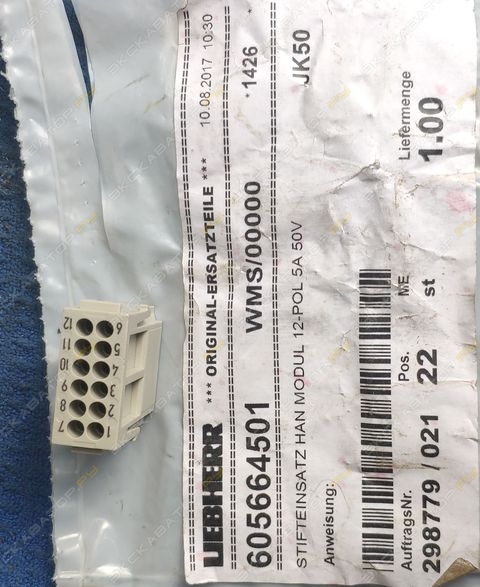 LIEBHERR *** ORIGINAL-ERSATZTEILE *** 10.08.2017 10:30
605664501 WMS/00000 * 1426
STIFTEINSATZ HAN MODUL 12-POL 5A 50V JK50
Anweisung:
AuftragsNr. Pos. ME Liefermenge
298779 / 021 22 st 1.00
12 6
11 5
10 4
9 3
8 2
7 1